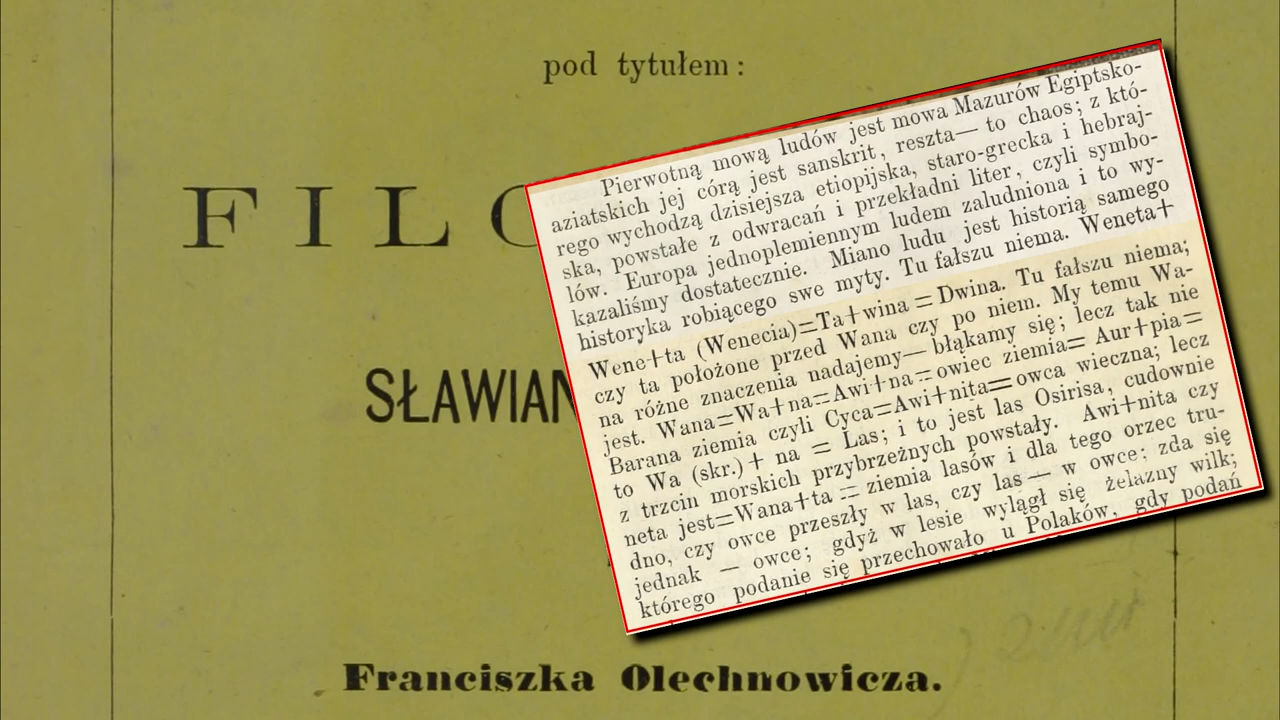 pod tytułem:
FIL
SŁAWIAN
Franciszka Olechnowicza.
Pierwotną mową ludów jest mowa Mazurów Egiptsko-
aziatskich jej córą jest sanskrit, reszta— to chaos; z któ-
rego wychodzą dzisiejsza etiopijska, staro-grecka i hebraj-
ska, powstałe z odwracań i przekładni liter, czyli symbo-
lów. Europa jednoplemiennym ludem zaludniona i to wy-
kazaliśmy dostatecznie. Miano ludu jest historią samego
historyka robiącego swe myty. Tu fałszu niema. Weneta+
Wene+ta (Wenecia)=Ta+wina = Dwina. Tu fałszu niema;
czy ta położone przed Wana czy po niem. My temu Wa-
na różne znaczenia nadajemy— błąkamy się; lecz tak nie
jest. Wana=Wa+na=Awi+na=owiec ziemia= Aur+pia=
Barana ziemia czyli Cyca=Awi+nita=owca wieczna; lecz
to Wa (skr.)+ na = Las; i to jest las Osirisa, cudownie
z trzcin morskich przybrzeżnych powstały. Awi+nita czy
neta jest=Wana+ta = ziemia lasów i dla tego orzec tru-
dno, czy owce przeszły w las, czy las — w owce; zda się
jednak — owce; gdyż w lesie wylągł się żelazny wilk;
którego podanie się przechowało u Polaków, gdy podań